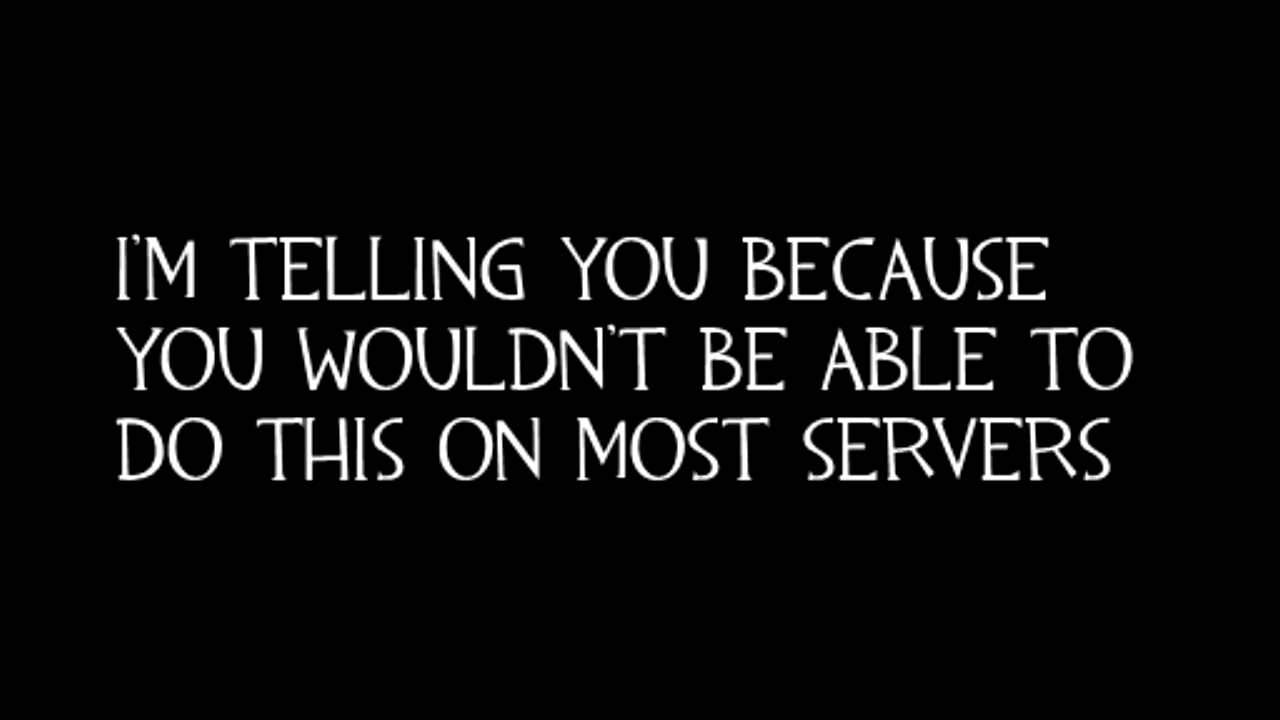 I'M TELLING YOU BECAUSE
YOU WOULDN'T BE ABLE TO
DO THIS ON MOST SERVERS